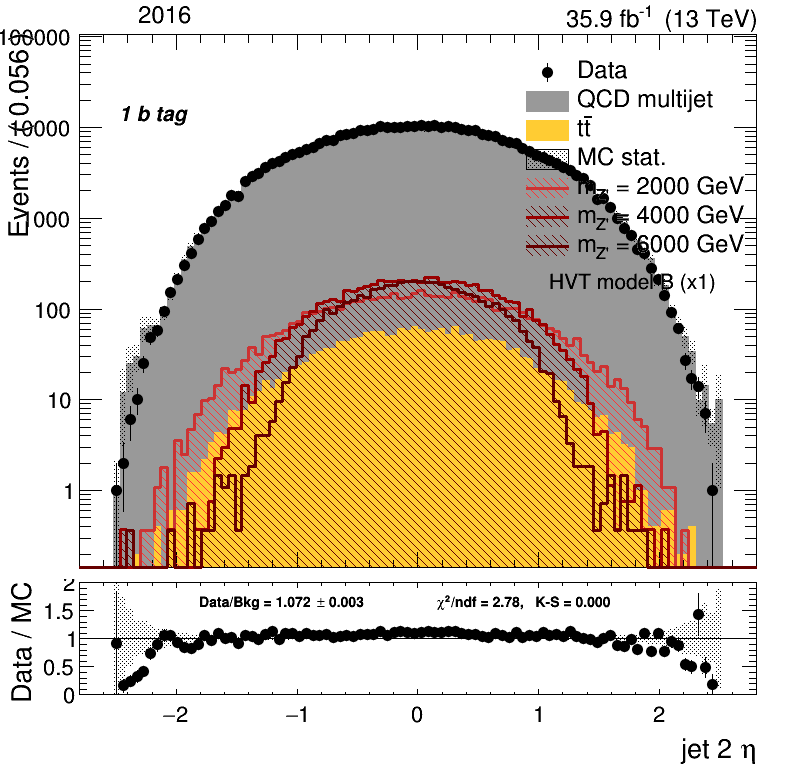 2016
35.9 fb⁻¹ (13 TeV)
Events / ( 0.056 )
100000
10000
1000
100
10
1
1 b tag
Data
QCD multijet
tt̄
MC stat.
m_Z' = 2000 GeV
m_Z' = 4000 GeV
m_Z' = 6000 GeV
HVT model B (x1)
Data / MC
2
1.5
1
0.5
0
Data/Bkg = 1.072 ± 0.003
χ²/ndf = 2.78, K-S = 0.000
−2
−1
0
1
2
jet 2 η